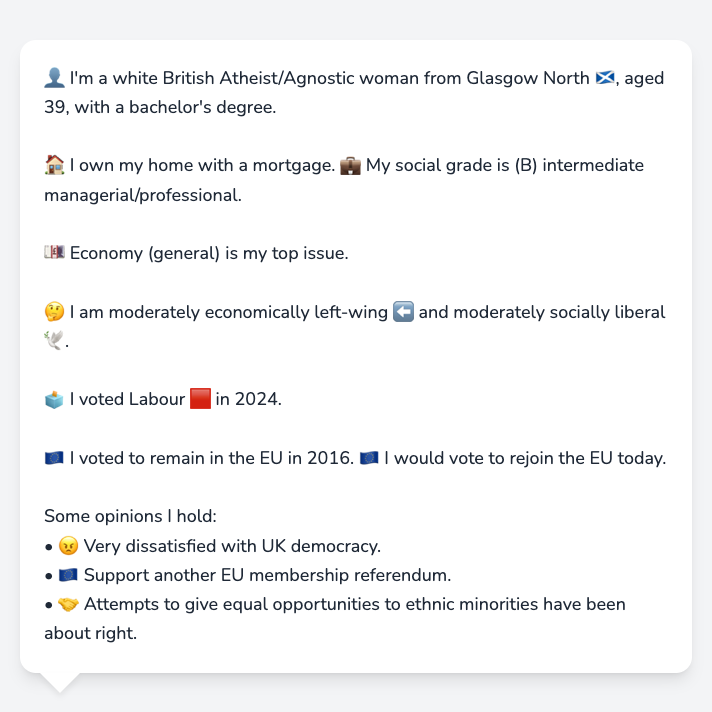 👤 I'm a white British Atheist/Agnostic woman from Glasgow North 🏴󠁧󠁢󠁳󠁣󠁴󠁿, aged
39, with a bachelor's degree.
🏠 I own my home with a mortgage. 💼 My social grade is (B) intermediate
managerial/professional.
💷 Economy (general) is my top issue.
🤔 I am moderately economically left-wing ⬅️ and moderately socially liberal
🕊️.
🗳️ I voted Labour 🟥 in 2024.
🇪🇺 I voted to remain in the EU in 2016. 🇪🇺 I would vote to rejoin the EU today.
Some opinions I hold:
• 😠 Very dissatisfied with UK democracy.
• 🇪🇺 Support another EU membership referendum.
• 🤝 Attempts to give equal opportunities to ethnic minorities have been
about right.